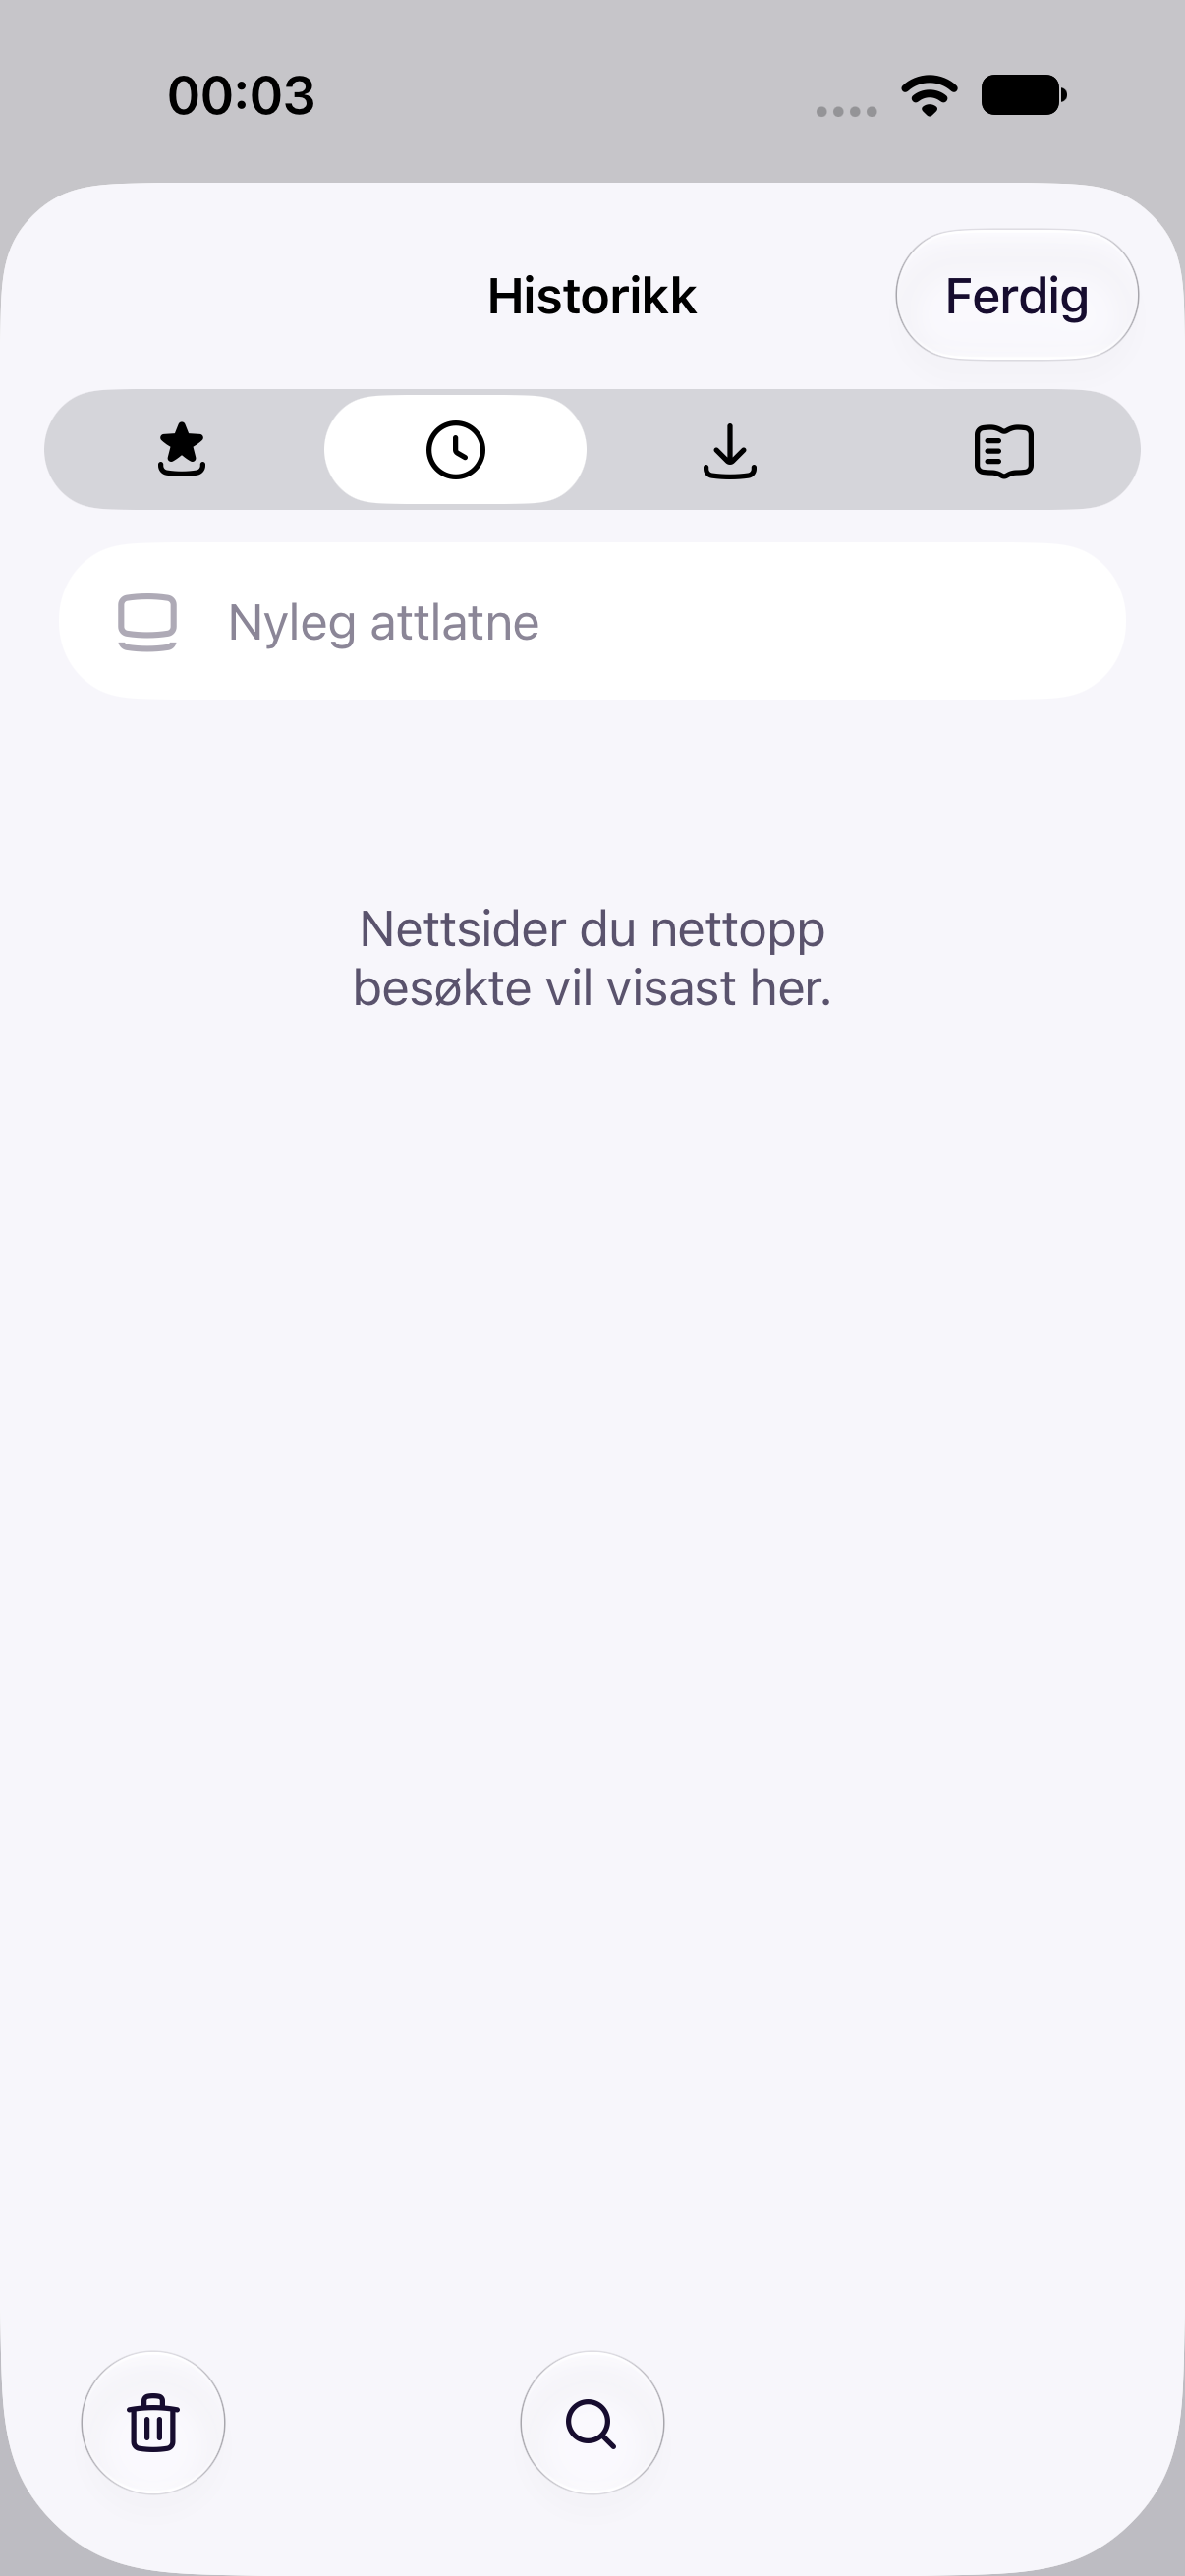 00:03
Historikk
Ferdig
Nyleg attlatne
Nettsider du nettopp
besøkte vil visast her.